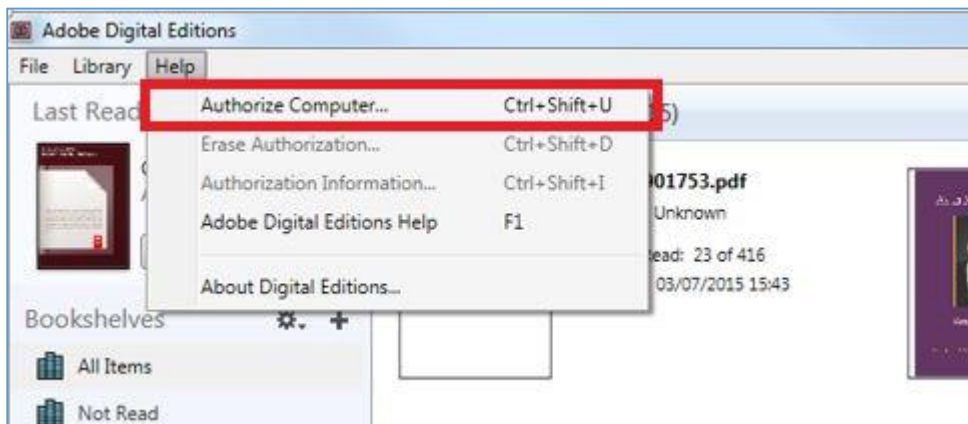 Adobe Digital Editions
File Library Help
Last Read
Authorize Computer... Ctrl+Shift+U
5)
Erase Authorization... Ctrl+Shift+D
Authorization Information... Ctrl+Shift+I
01753.pdf
Adobe Digital Editions Help F1
Unknown
ead: 23 of 416
About Digital Editions...
03/07/2015 15:43
Bookshelves
All Items
Not Read